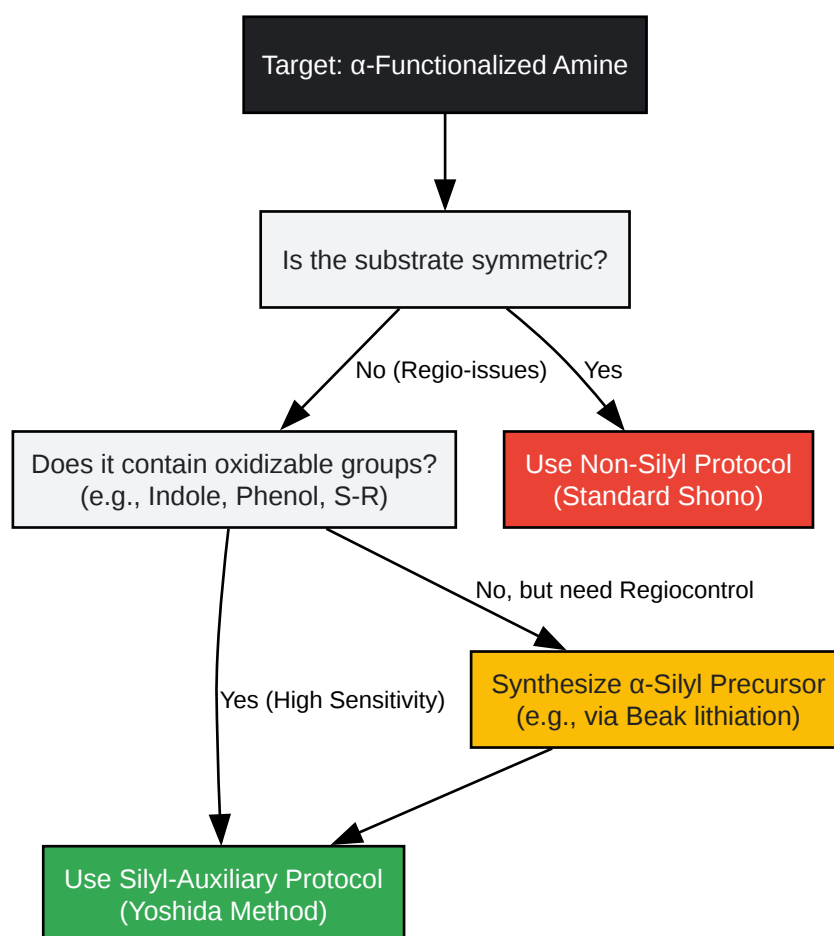 Target: α-Functionalized Amine
Is the substrate symmetric?
No (Regio-issues)
Yes
Does it contain oxidizable groups?
(e.g., Indole, Phenol, S-R)
Use Non-Silyl Protocol
(Standard Shono)
No, but need Regiocontrol
Yes (High Sensitivity)
Synthesize α-Silyl Precursor
(e.g., via Beak lithiation)
Use Silyl-Auxiliary Protocol
(Yoshida Method)